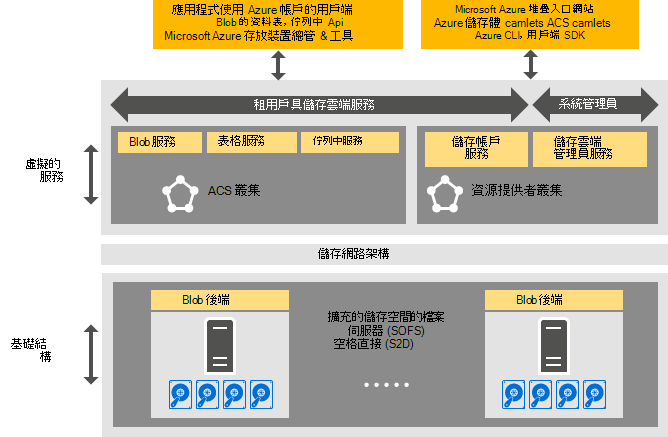 應用程式使用 Azure 帳戶的用戶端
Blob 的資料表, 佇列中 Api
Microsoft Azure 存放裝置總管 & 工具
Microsoft Azure 堆疊入口網站
Azure 儲存體 camlets ACS camlets
Azure CLI, 用戶端 SDK
租用戶具儲存雲端服務
系統管理員
Blob 服務
表格服務
佇列中服務
儲存帳戶
服務
儲存雲端
管理員服務
虛擬的
服務
ACS 叢集
資源提供者叢集
儲存網路架構
Blob 後端
擴充的儲存空間的檔案
伺服器 (SOFS)
空格直接 (S2D)
Blob 後端
基礎結
構